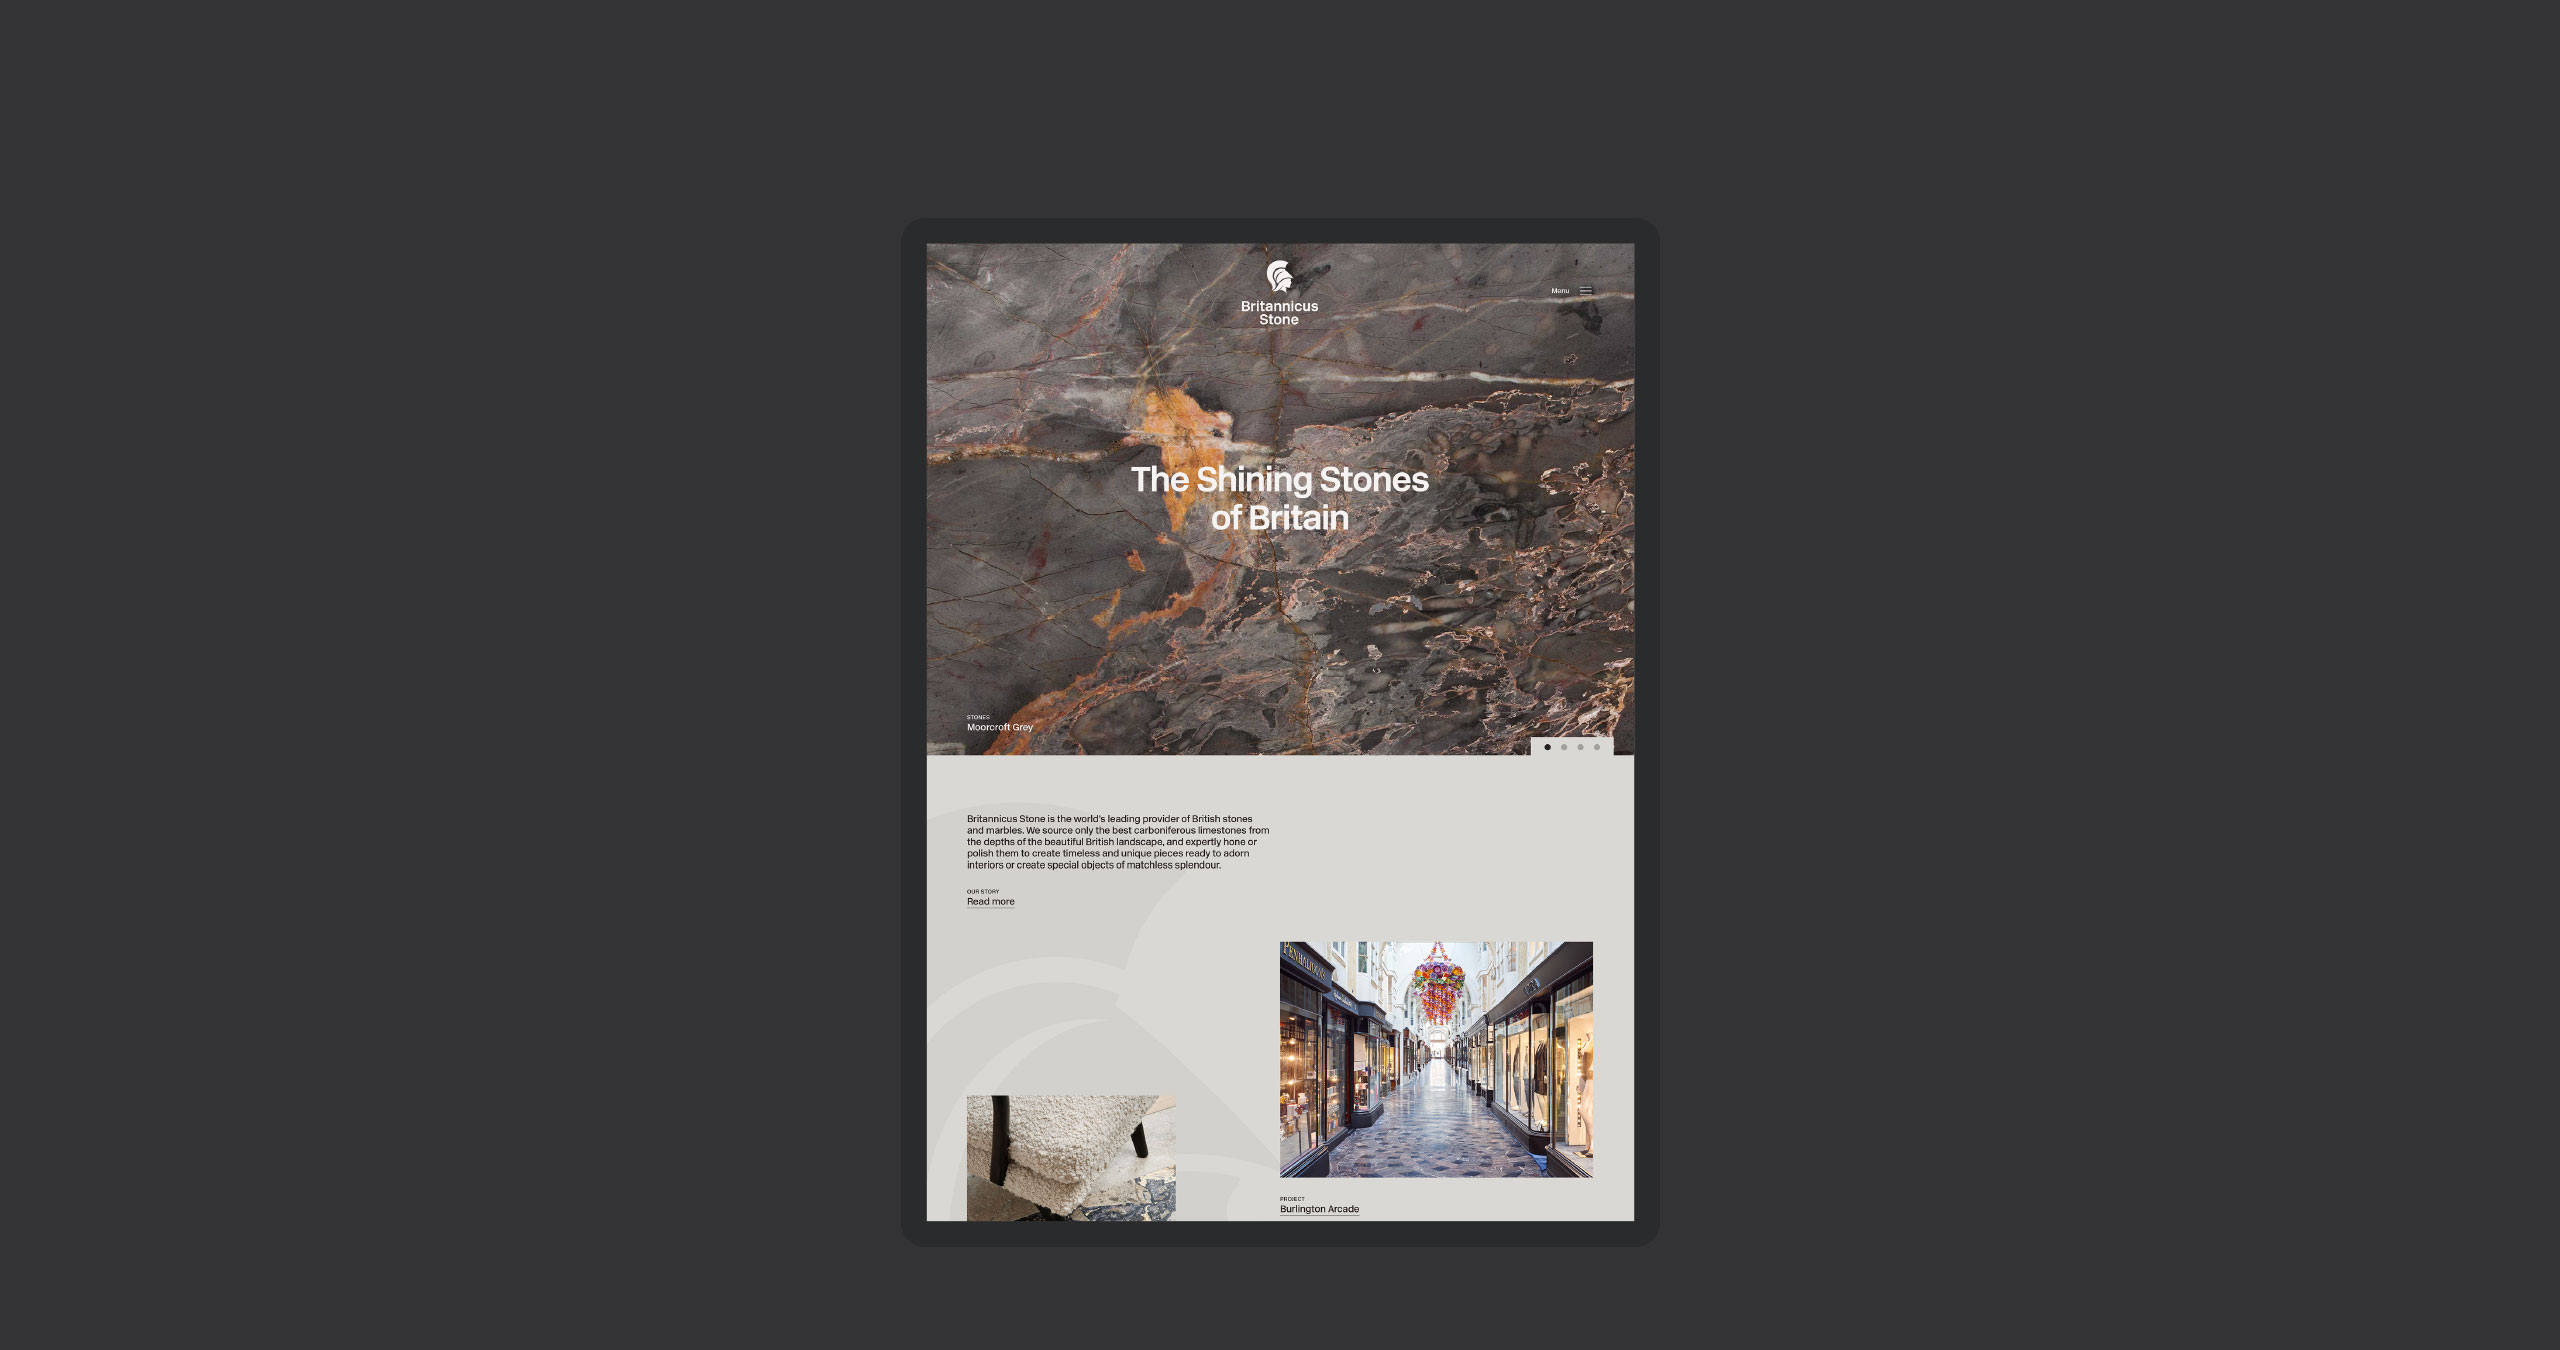 Britannicus
Stone
Menu
The Shining Stones
of Britain
STONES
Moorcroft Grey
Britannicus Stone is the world's leading provider of British stones
and marbles. We source only the best carboniferous limestones from
the depths of the beautiful British landscape, and expertly hone or
polish them to create timeless and unique pieces ready to adorn
interiors or create special objects of matchless splendour.
OUR STORY
Read more
PENHALIGON'S
PROJECT
Burlington Arcade